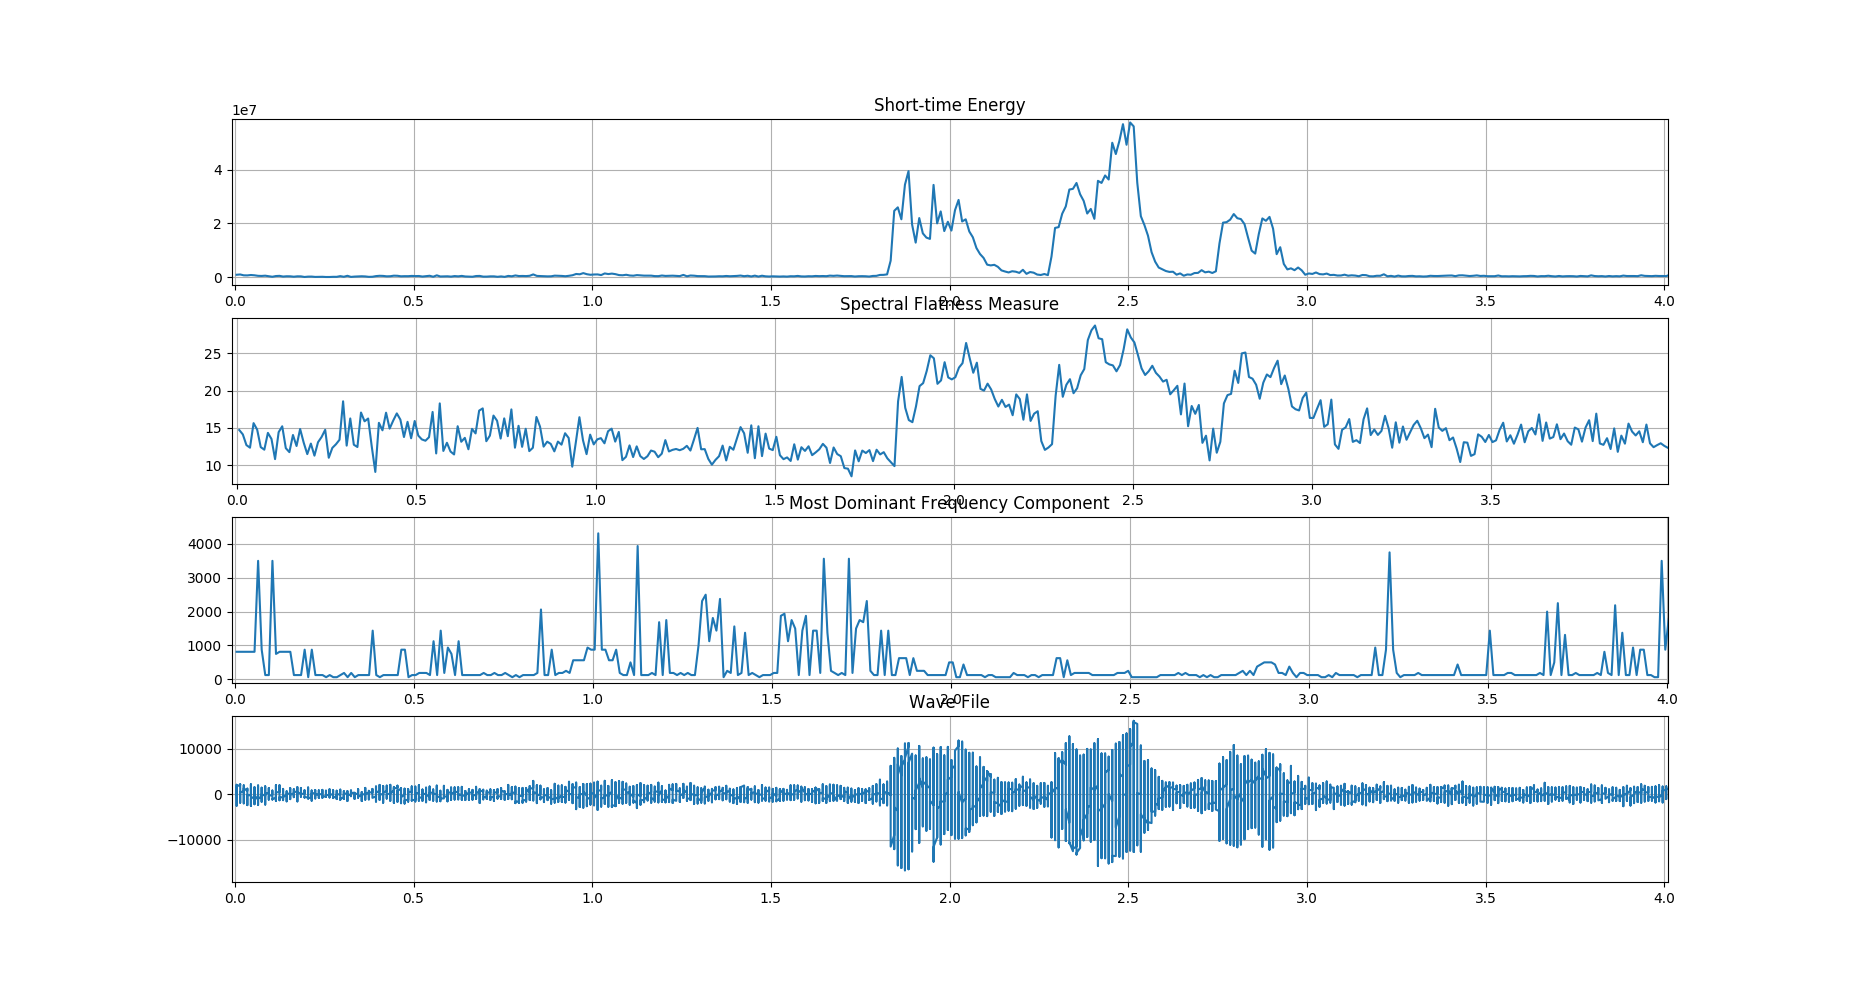 1e7
Short-time Energy
4
2
0
0.0 0.5 1.0 1.5 2.0 2.5 3.0 3.5 4.0
Spectral Flatness Measure
25
20
15
10
0.0 0.5 1.0 1.5 2.0 2.5 3.0 3.5
Most Dominant Frequency Component
4000
3000
2000
1000
0
0.0 0.5 1.0 1.5 2.0 2.5 3.0 3.5 4.0
Wave File
10000
0
−10000
0.0 0.5 1.0 1.5 2.0 2.5 3.0 3.5 4.0